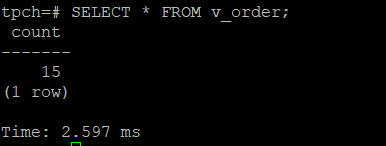 tpch=# SELECT * FROM v_order;
count
-------
15
(1 row)
Time: 2.597 ms